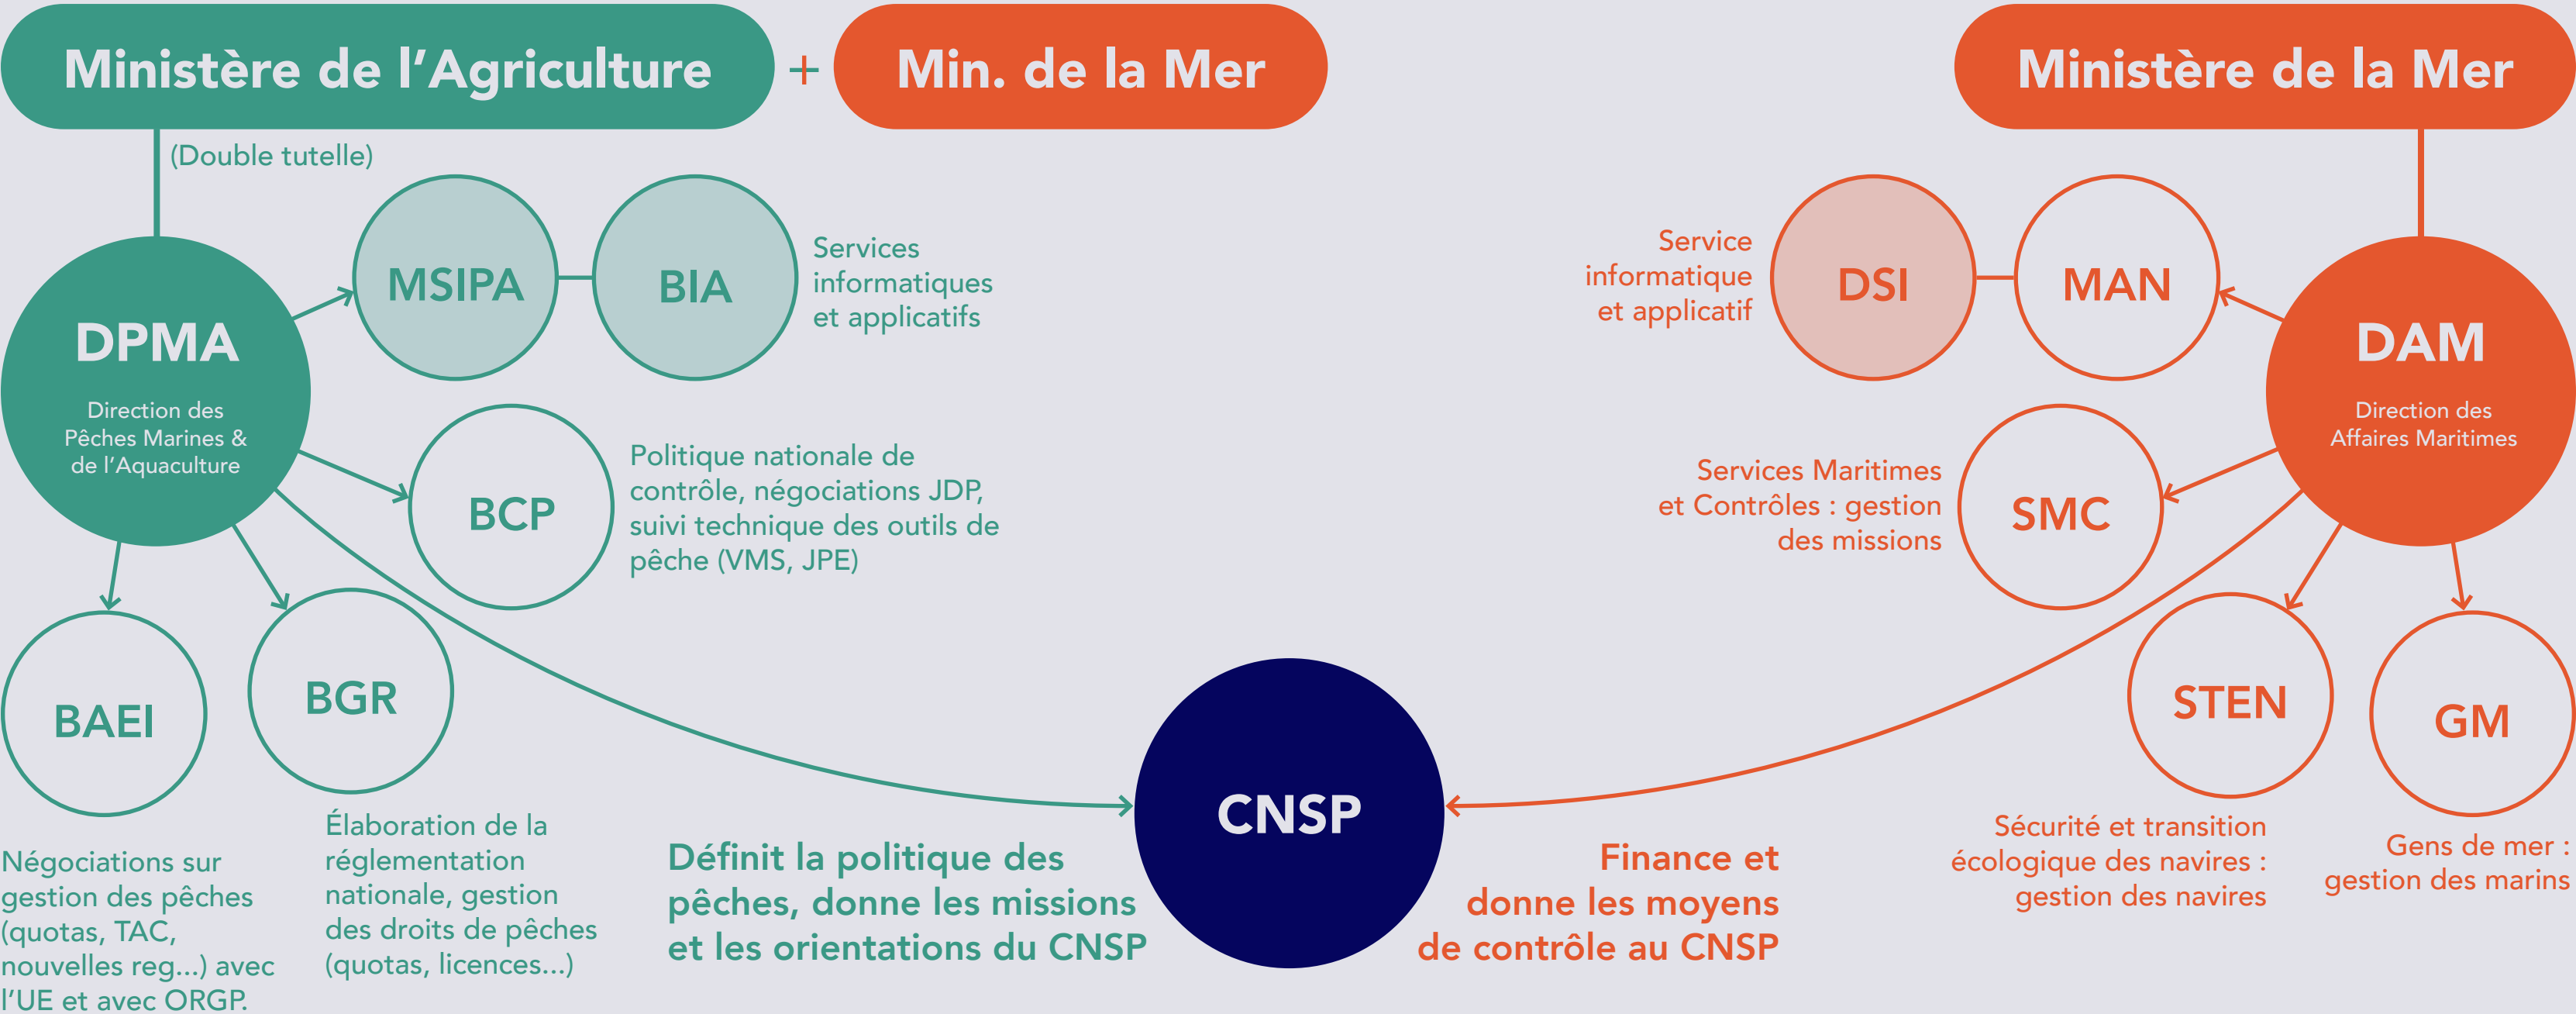 Ministère de l’Agriculture
+
Min. de la Mer
Ministère de la Mer
(Double tutelle)
DPMA
Direction des
Pêches Marines &
de l’Aquaculture
MSIPA
BIA
Services
informatiques
et applicatifs
BCP
Politique nationale de
contrôle, négociations JDP,
suivi technique des outils de
pêche (VMS, JPE)
BAEI
Négociations sur
gestion des pêches
(quotas, TAC,
nouvelles reg...) avec
l’UE et avec ORGP.
BGR
Élaboration de la
réglementation
nationale, gestion
des droits de pêches
(quotas, licences...)
Définit la politique des
pêches, donne les missions
et les orientations du CNSP
CNSP
Finance et
donne les moyens
de contrôle au CNSP
Service
informatique
et applicatif
DSI
MAN
DAM
Direction des
Affaires Maritimes
Services Maritimes
et Contrôles : gestion
des missions
SMC
STEN
Sécurité et transition
écologique des navires :
gestion des navires
GM
Gens de mer :
gestion des marins